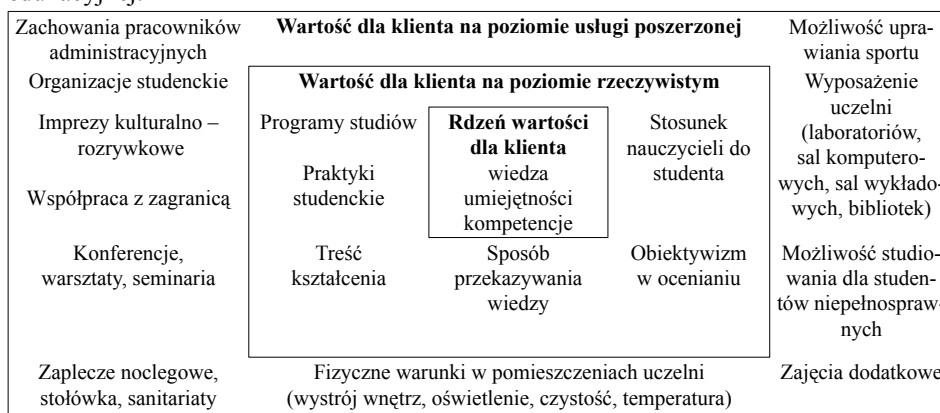 Zachowania pracowników
administracyjnych
Organizacje studenckie
Imprezy kulturalno –
rozrywkowe
Współpraca z zagranicą
Konferencje,
warsztaty, seminaria
Zaplecze noclegowe,
stołówka, sanitariaty
Wartość dla klienta na poziomie usługi poszerzonej
Wartość dla klienta na poziomie rzeczywistym
Programy studiów
Praktyki
studenckie
Treść
kształcenia
Rdzeń wartości
dla klienta
wiedza
umiejętności
kompetencje
Sposób
przekazywania
wiedzy
Stosunek
nauczycieli do
studenta
Obiektywizm
w ocenianiu
Fizyczne warunki w pomieszczeniach uczelni
(wystrój wnętrz, oświetlenie, czystość, temperatura)
Możliwość upra-
wiania sportu
Wyposażenie
uczelni
(laboratoriów,
sal komputero-
wych, sal wykłado-
wych, bibliotek)
Możliwość studio-
wania dla studen-
tów niepełnospraw-
nych
Zajęcia dodatkowe